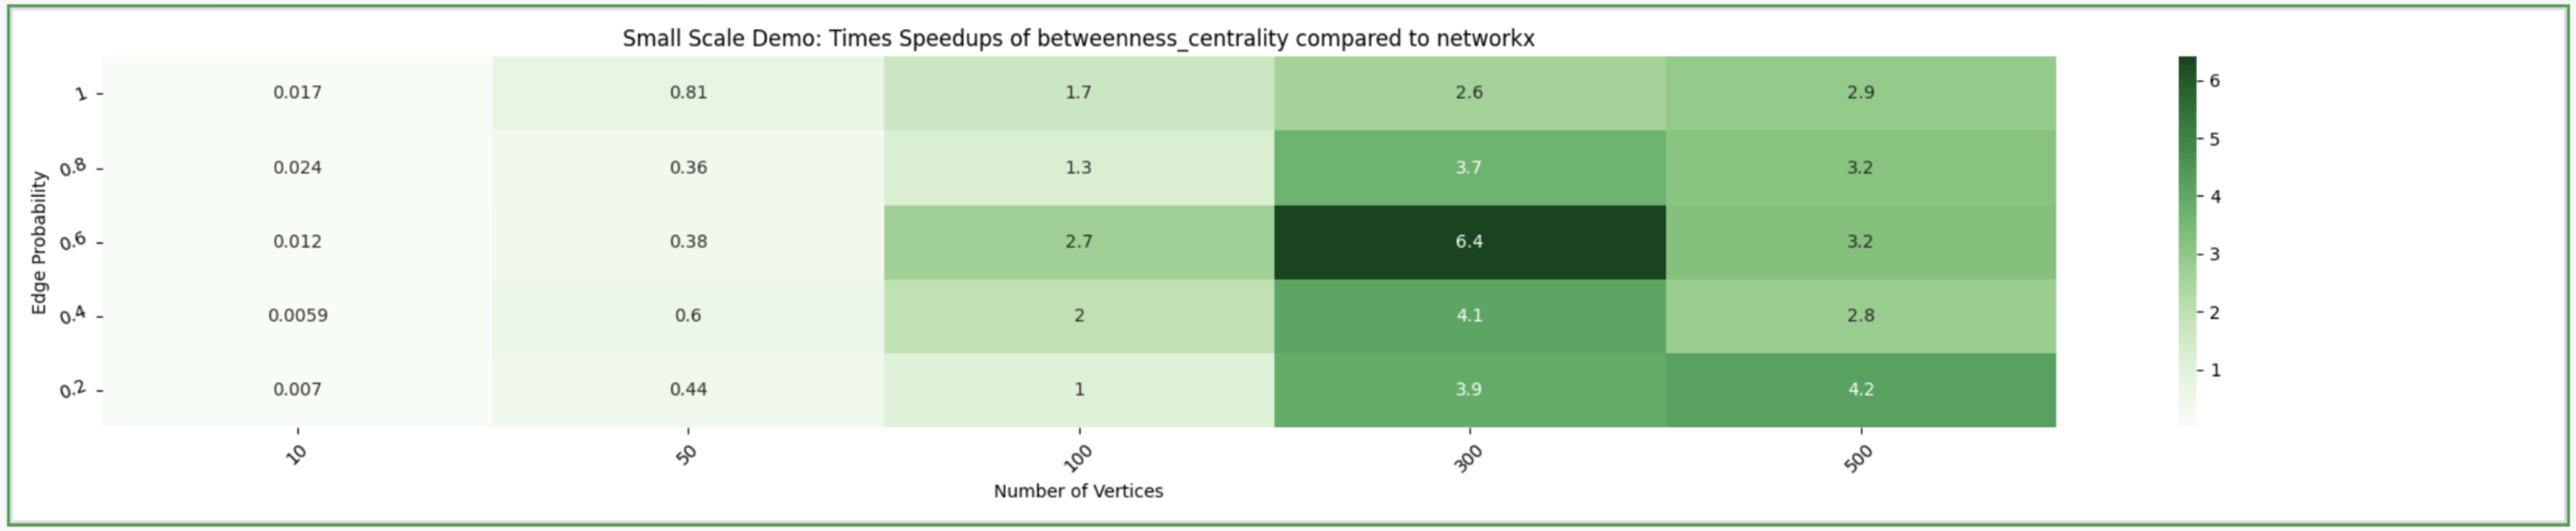 Small Scale Demo: Times Speedups of betweenness_centrality compared to networkx
Edge Probability
1 0.017 0.81 1.7 2.6 2.9
0.8 0.024 0.36 1.3 3.7 3.2
0.6 0.012 0.38 2.7 6.4 3.2
0.4 0.0059 0.6 2 4.1 2.8
0.2 0.007 0.44 1 3.9 4.2
10 50 100 300 500
Number of Vertices
6
5
4
3
2
1